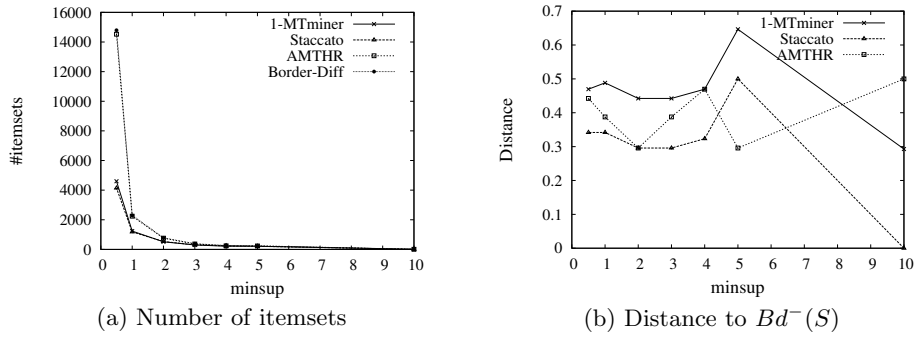 16000
14000
12000
10000
8000
6000
4000
2000
0
#itemsets
0 1 2 3 4 5 6 7 8 9 10
minsup
1-MTminer
Staccato
AMTHR
Border-Diff
(a) Number of itemsets
0.7
0.6
0.5
0.4
0.3
0.2
0.1
0
Distance
0 1 2 3 4 5 6 7 8 9 10
minsup
1-MTminer
Staccato
AMTHR
(b) Distance to Bd⁻(S)